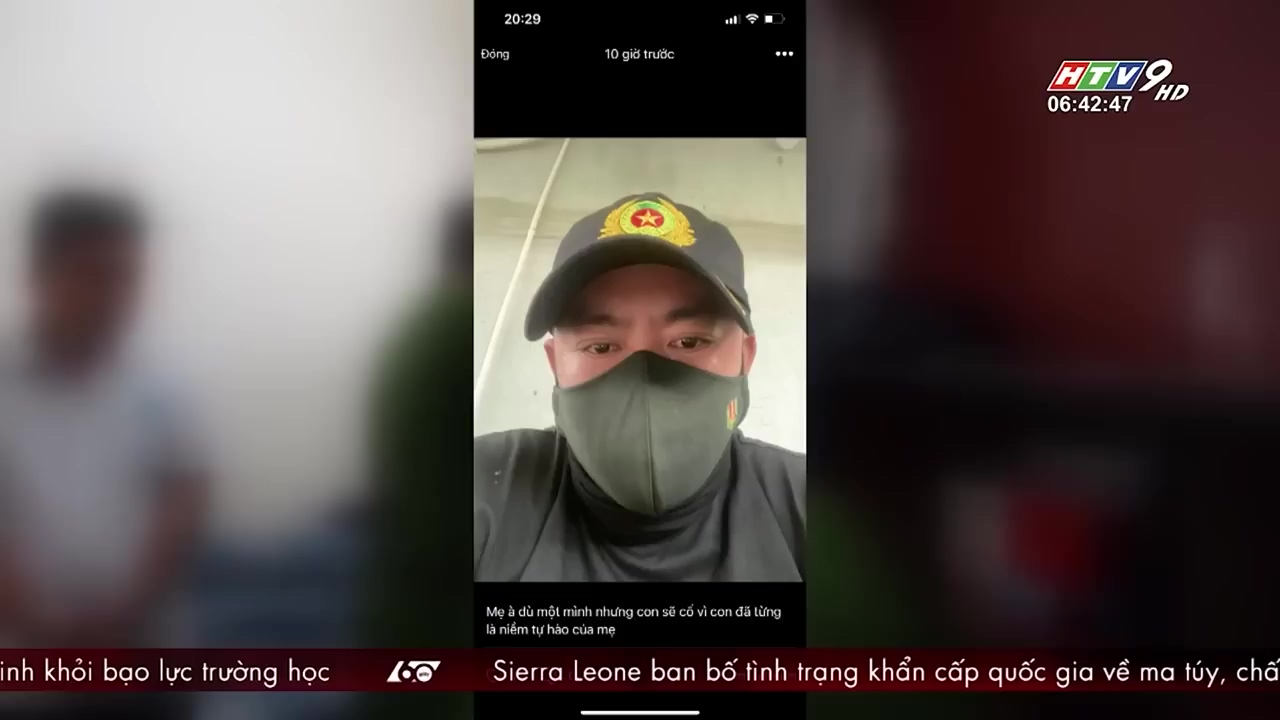 20:29
Đóng
10 giờ trước
HTV9 HD
06:42:47
Mẹ à dù một mình nhưng con sẽ cố vì con đã từng
là niềm tự hào của mẹ
inh khỏi bạo lực trường học
60 giây
Sierra Leone ban bố tình trạng khẩn cấp quốc gia về ma túy, chấ